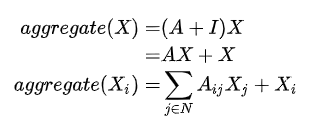 aggregate(X) =(A + I)X
=AX + X
aggregate(X_i) =∑_{j∈N} A_{ij}X_j + X_i